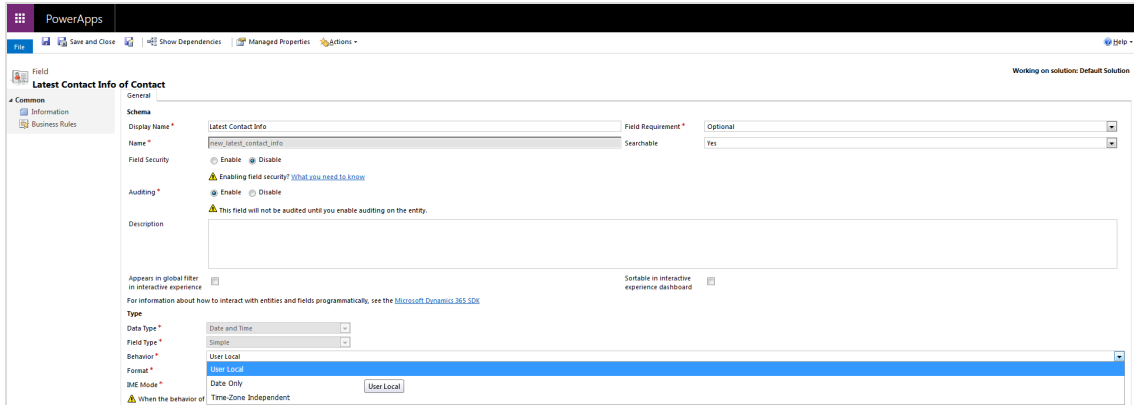 PowerApps
File Save and Close Show Dependencies Managed Properties Actions Help
Field
Latest Contact Info of Contact
Working on solution: Default Solution
Common
Information
Business Rules
General
Schema
Display Name * Latest Contact Info Field Requirement * Optional
Name * new_latest_contact_info Searchable Yes
Field Security Enable Disable
Enabling field security? What you need to know
Auditing * Enable Disable
This field will not be audited until you enable auditing on the entity.
Description
Appears in global filter
in interactive experience
Sortable in interactive
experience dashboard
For information about how to interact with entities and fields programmatically, see the Microsoft Dynamics 365 SDK
Type
Data Type * Date and Time
Field Type * Simple
Behavior * User Local
Format * User Local
IME Mode * Date Only
User Local
When the behavior of Time-Zone Independent